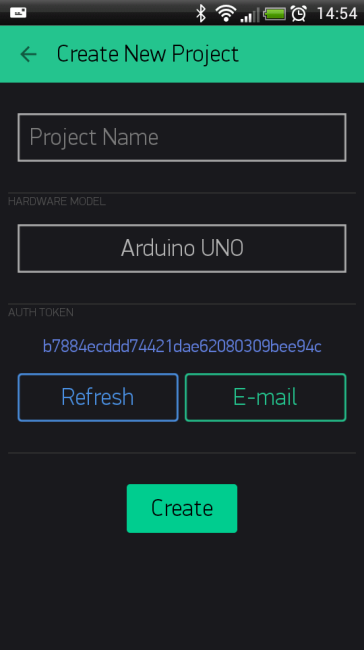 14:54
Create New Project
Project Name
HARDWARE MODEL
Arduino UNO
AUTH TOKEN
b7884ecddd74421dae62080309bee94c
Refresh E-mail
Create